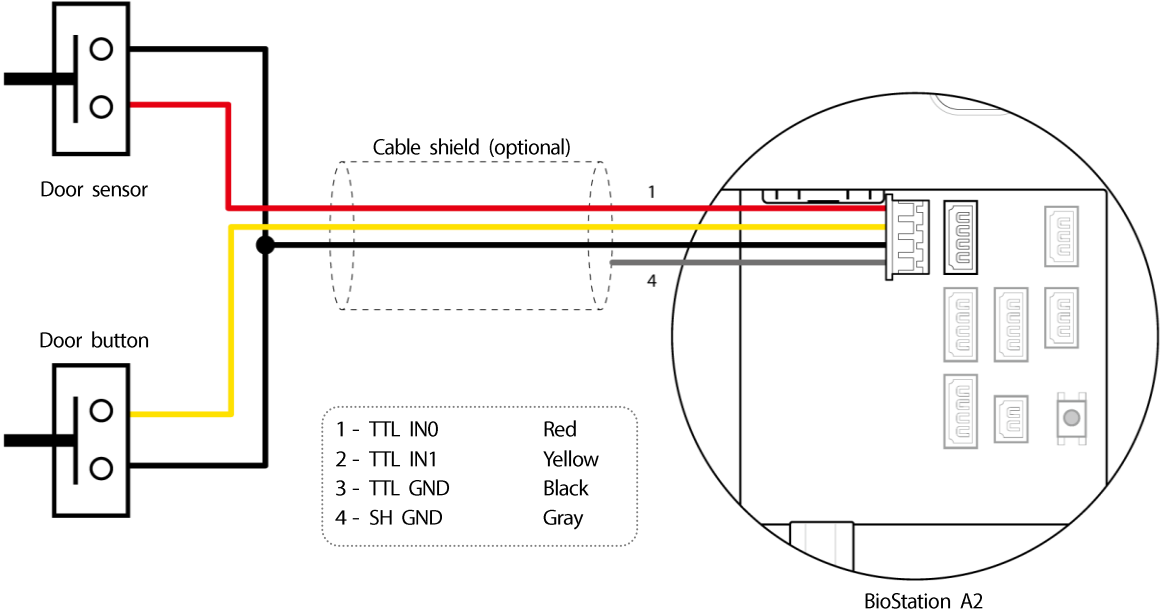 Cable shield (optional)
Door sensor
1
4
Door button
1 - TTL IN0 Red
2 - TTL IN1 Yellow
3 - TTL GND Black
4 - SH GND Gray
BioStation A2